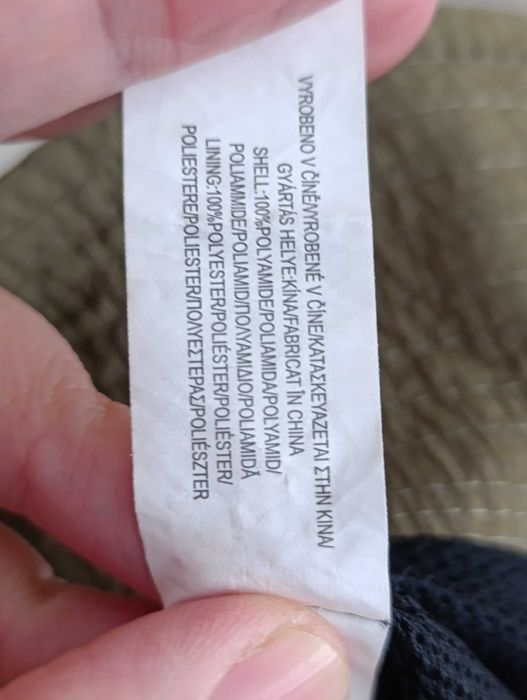 VYROBENO V ČÍNĚ/VYROBENÉ V ČÍNE/ΚΑΤΑΣΚΕΥΑΖΕΤΑΙ ΣΤΗΝ ΚΙΝΑ/
GYÁRTÁS HELYE:KÍNA/FABRICAT ÎN CHINA
SHELL:100%POLYAMIDE/POLIAMIDA/POLYAMID/
POLIAMMIDE/POLIAMID/ΠΟΛΥΑΜΙΔΙΟ/POLIAMIDĂ
LINING:100%POLYESTER/POLIÉSTER/POLIÉSTER/
POLIESTERE/POLIESTER/ΠΟΛΥΕΣΤΕΡΑΣ/POLIÉSZTER